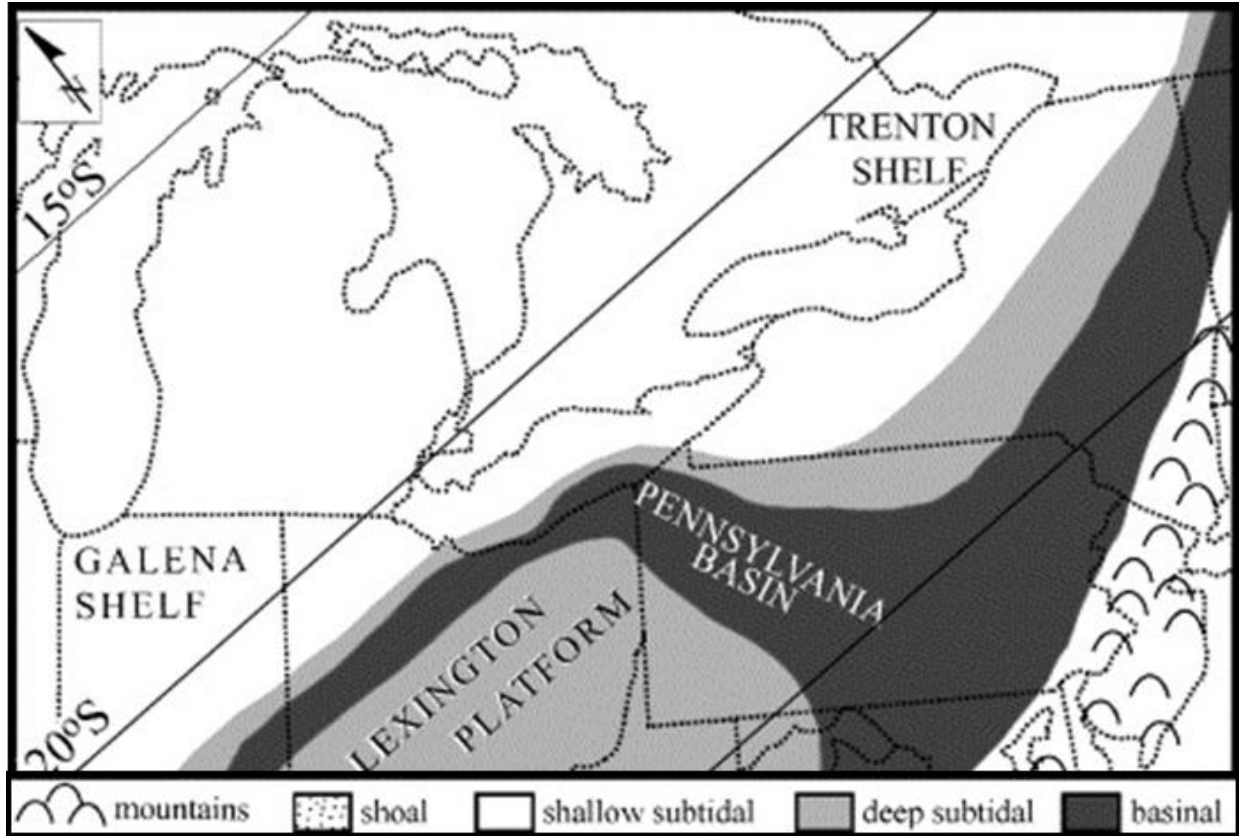 N
TRENTON
SHELF
15°S
PENNSYLVANIA
BASIN
GALENA
SHELF
LEXINGTON
PLATFORM
20°S
mountains
shoal
shallow subtidal
deep subtidal
basinal